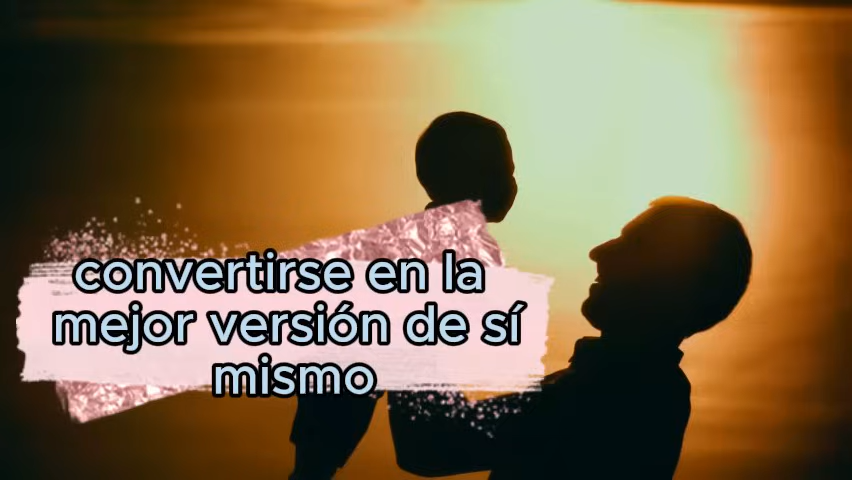 convertirse en la
mejor versión de sí
mismo